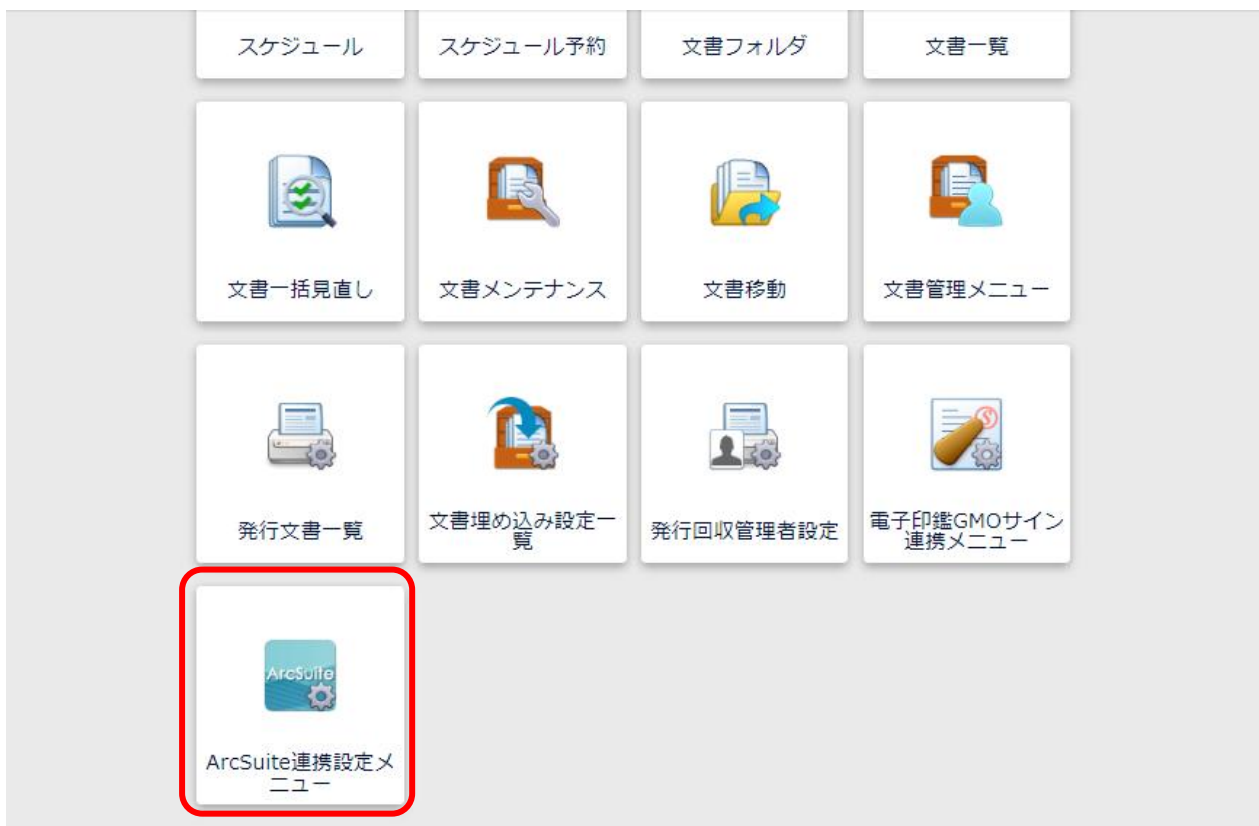 スケジュール
スケジュール予約
文書フォルダ
文書一覧
文書一括見直し
文書メンテナンス
文書移動
文書管理メニュー
発行文書一覧
文書埋め込み設定一
覧
発行回収管理者設定
電子印鑑GMOサイン
連携メニュー
ArcSuite
ArcSuite連携設定メ
ニュー